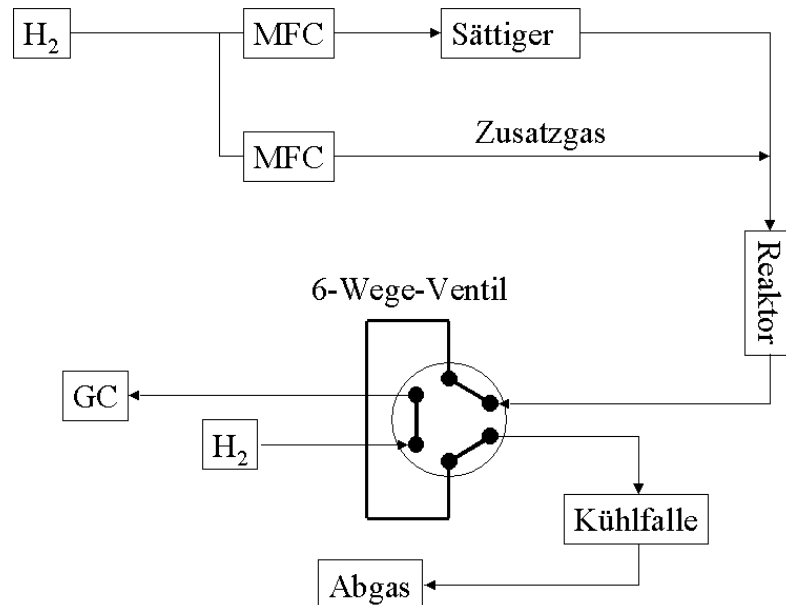 H₂
MFC
Sättiger
MFC
Zusatzgas
Reaktor
6-Wege-Ventil
GC
H₂
Kühlfalle
Abgas